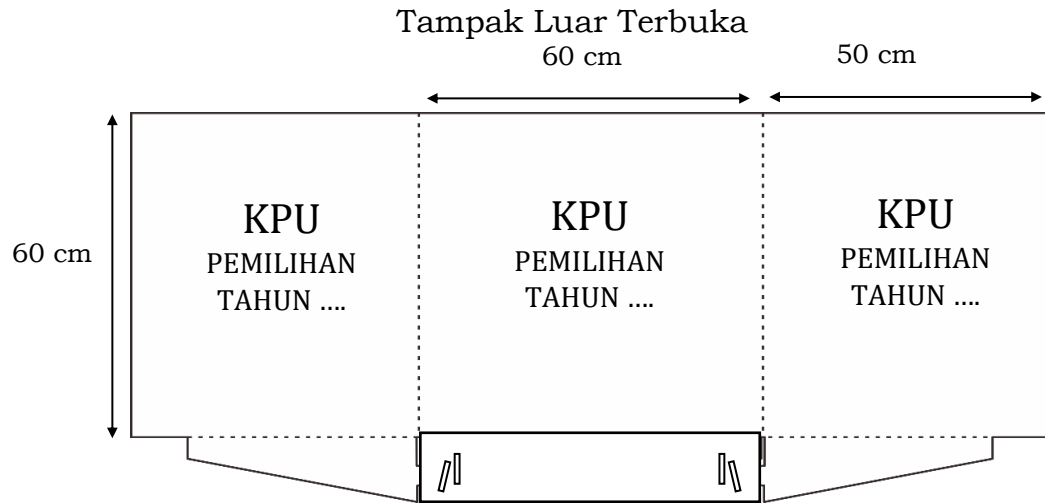 Tampak Luar Terbuka
60 cm
50 cm
60 cm
KPU
PEMILIHAN
TAHUN ....
KPU
PEMILIHAN
TAHUN ....
KPU
PEMILIHAN
TAHUN ....